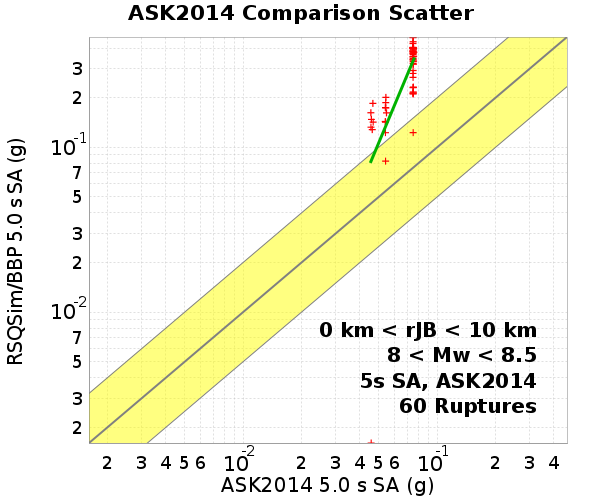 ASK2014 Comparison Scatter
RSQSim/BBP 5.0 s SA (g)
3
2
10-1
7
5
3
2
10-2
7
5
3
2
0 km < rJB < 10 km
8 < Mw < 8.5
5s SA, ASK2014
60 Ruptures
2 3 4 5 6 10-2 2 3 4 5 6 10-1 2 3 4
ASK2014 5.0 s SA (g)